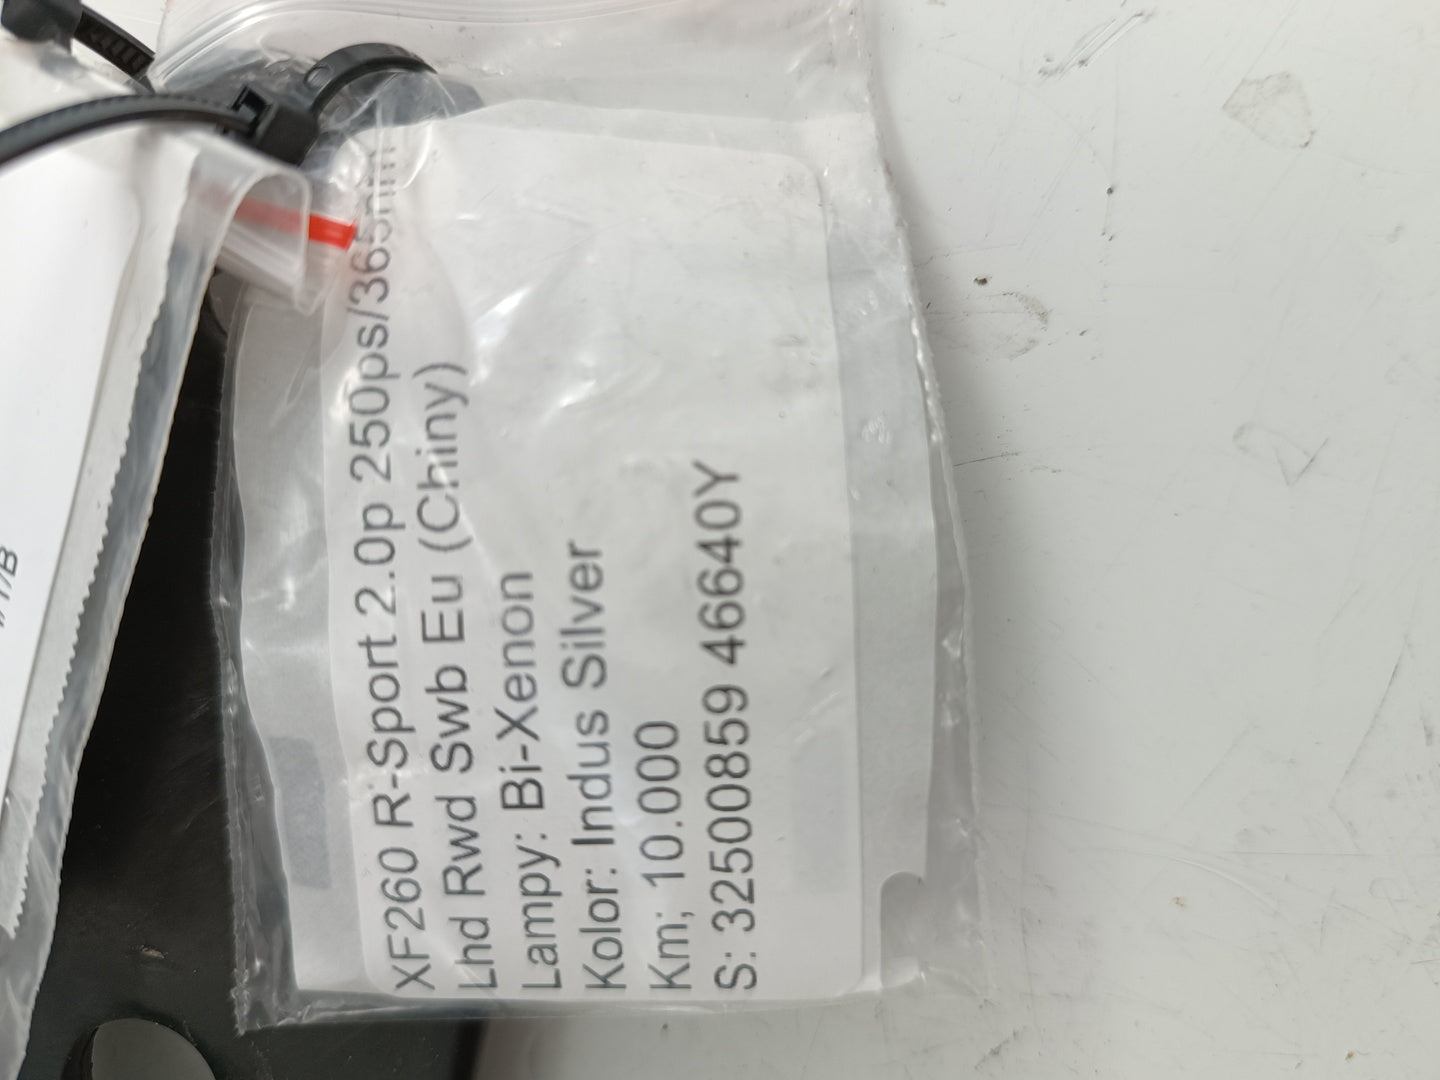 XF260 R-Sport 2.0p 250ps/365nm
Lhd Rwd Swb Eu (Chiny)
Lampy: Bi-Xenon
Kolor: Indus Silver
Km; 10.000
S: 32500859 46640Y